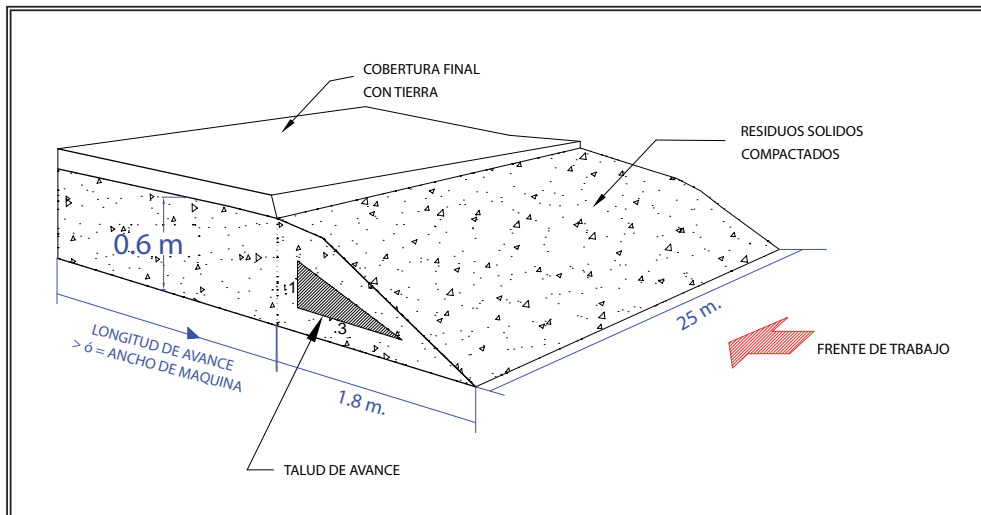 COBERTURA FINAL
CON TIERRA
RESIDUOS SOLIDOS
COMPACTADOS
0.6 m
1
3
LONGITUD DE AVANCE
> ó = ANCHO DE MAQUINA
1.8 m.
25 m.
FRENTE DE TRABAJO
TALUD DE AVANCE